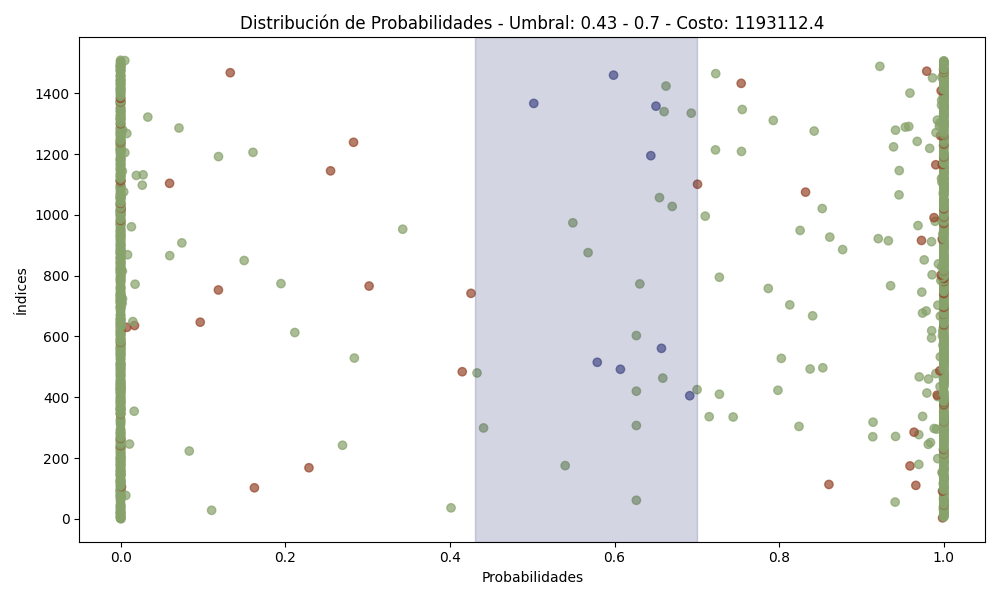 Distribución de Probabilidades - Umbral: 0.43 - 0.7 - Costo: 1193112.4
Índices
1400
1200
1000
800
600
400
200
0
0.0 0.2 0.4 0.6 0.8 1.0
Probabilidades